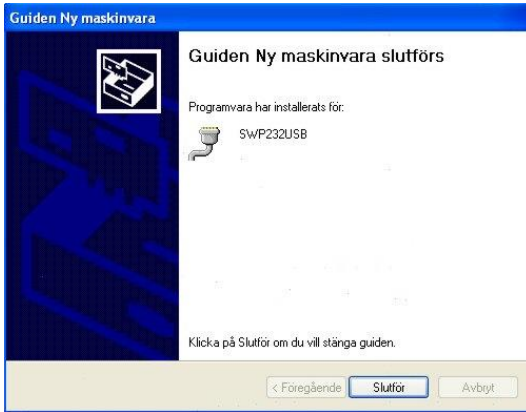 Guiden Ny maskinvara
Guiden Ny maskinvara slutförs
Programvara har installerats för:
SWP232USB
Klicka på Slutför om du vill stänga guiden.
< Föregående
Slutför
Avbryt